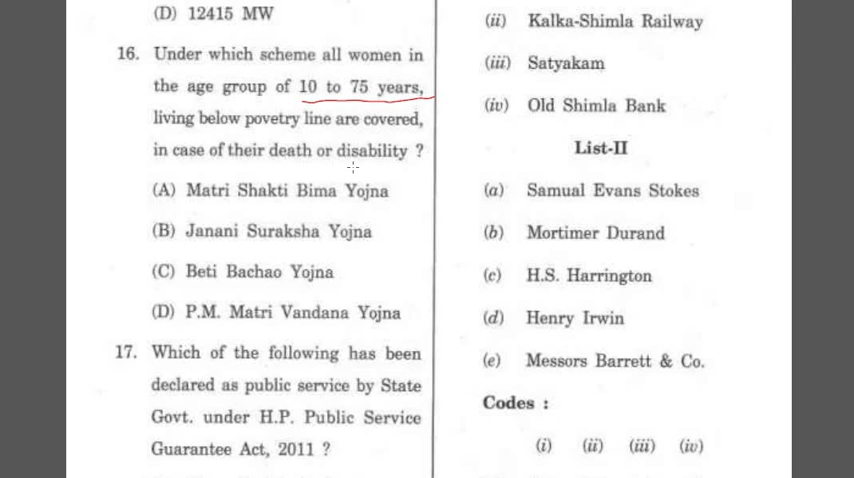 (D) 12415 MW
16. Under which scheme all women in
the age group of 10 to 75 years,
living below povetry line are covered,
in case of their death or disability ?
(A) Matri Shakti Bima Yojna
(B) Janani Suraksha Yojna
(C) Beti Bachao Yojna
(D) P.M. Matri Vandana Yojna
17. Which of the following has been
declared as public service by State
Govt. under H.P. Public Service
Guarantee Act, 2011 ?
(ii) Kalka-Shimla Railway
(iii) Satyakam
(iv) Old Shimla Bank
List-II
(a) Samual Evans Stokes
(b) Mortimer Durand
(c) H.S. Harrington
(d) Henry Irwin
(e) Messors Barrett & Co.
Codes :
(i) (ii) (iii) (iv)